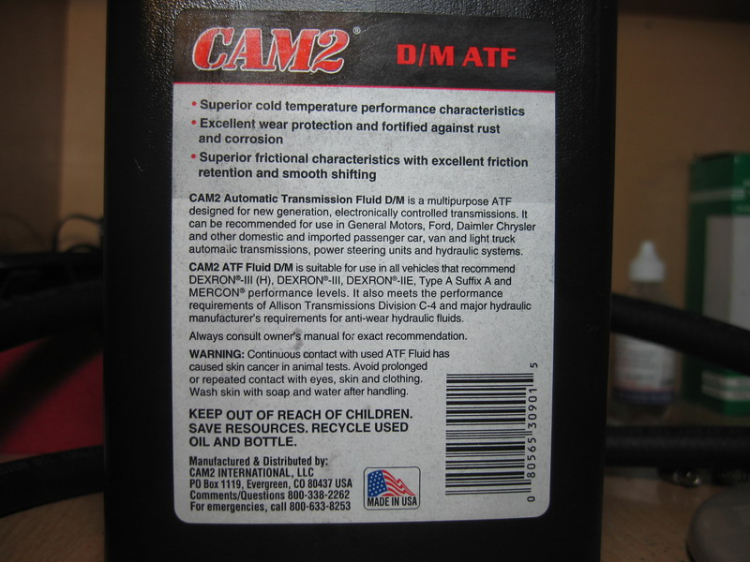 CAM2® D/M ATF
• Superior cold temperature performance characteristics
• Excellent wear protection and fortified against rust
and corrosion
• Superior frictional characteristics with excellent friction
retention and smooth shifting
CAM2 Automatic Transmission Fluid D/M is a multipurpose ATF
designed for new generation, electronically controlled transmissions. It
can be recommended for use in General Motors, Ford, Daimler Chrysler
and other domestic and imported passenger car, van and light truck
automatic transmissions, power steering units and hydraulic systems.
CAM2 ATF Fluid D/M is suitable for use in all vehicles that recommend
DEXRON®-III (H), DEXRON®-III, DEXRON®-IIE, Type A Suffix A and
MERCON® performance levels. It also meets the performance
requirements of Allison Transmissions Division C-4 and major hydraulic
manufacturer's requirements for anti-wear hydraulic fluids.
Always consult owner's manual for exact recommendation.
WARNING: Continuous contact with used ATF Fluid has
caused skin cancer in animal tests. Avoid prolonged
or repeated contact with eyes, skin and clothing.
Wash skin with soap and water after handling.
KEEP OUT OF REACH OF CHILDREN.
SAVE RESOURCES. RECYCLE USED
OIL AND BOTTLE.
Manufactured & Distributed by:
CAM2 INTERNATIONAL, LLC
PO Box 1119, Evergreen, CO 80437 USA
Comments/Questions 800-338-2262
For emergencies, call 800-633-8253
MADE IN USA
0 80565 30901 5